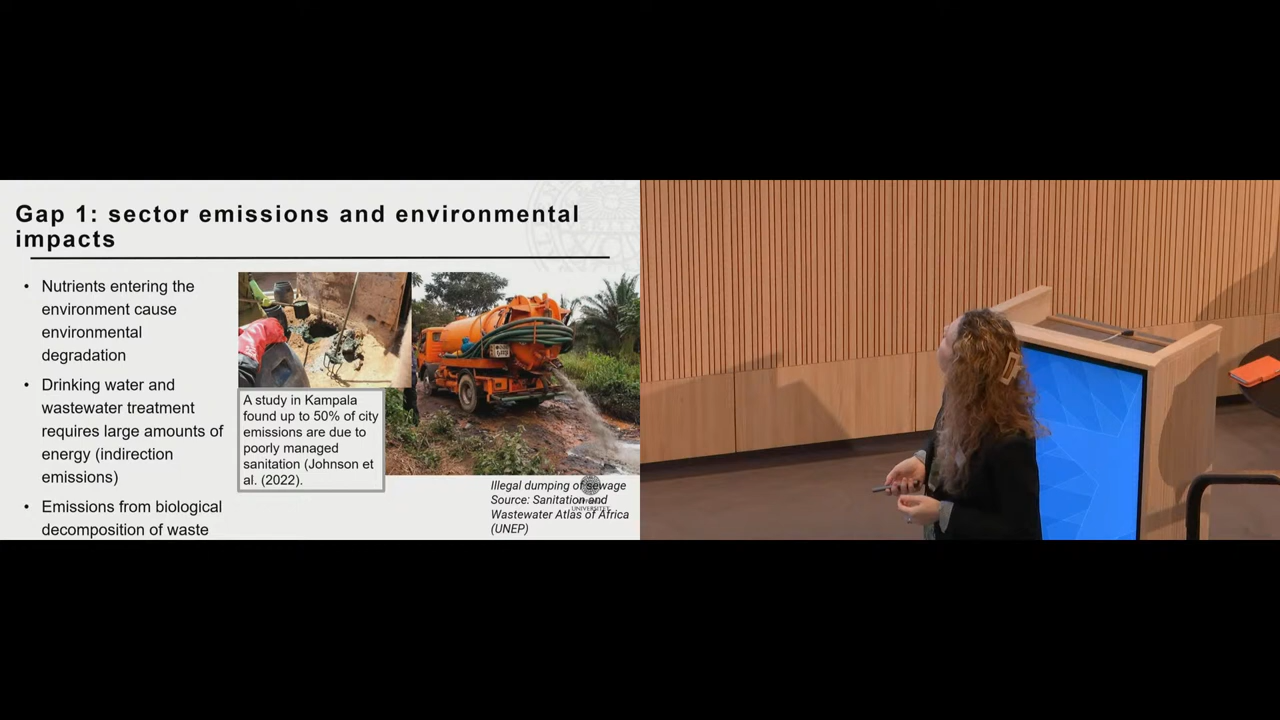 Gap 1: sector emissions and environmental
impacts
• Nutrients entering the
environment cause
environmental
degradation
• Drinking water and
wastewater treatment
requires large amounts of
energy (indirection
emissions)
• Emissions from biological
decomposition of waste
A study in Kampala
found up to 50% of city
emissions are due to
poorly managed
sanitation (Johnson et
al. (2022).
Illegal dumping of sewage
Source: Sanitation and
Wastewater Atlas of Africa
(UNEP)